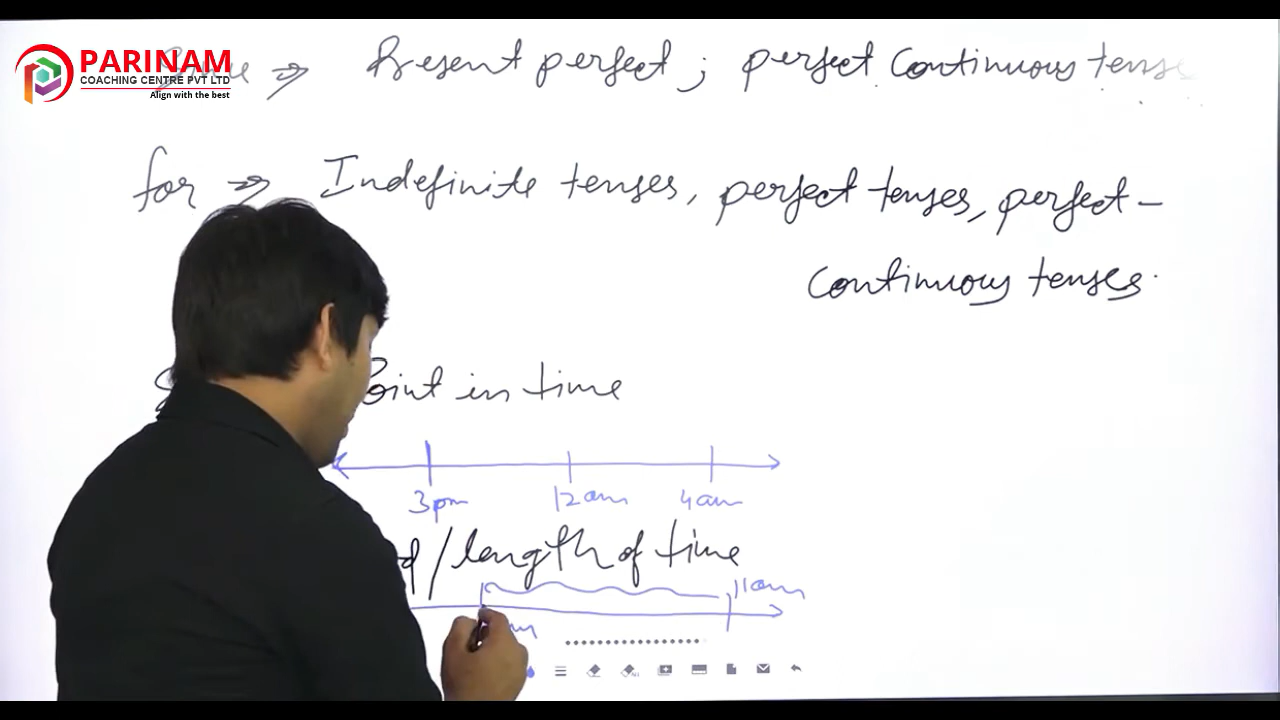 PARINAM
COACHING CENTRE PVT LTD
Align with the best
⇒ Present perfect ; perfect Continuous tense
for ⇒ Indefinite tenses, perfect tenses, perfect –
Continuous tenses.
Point in time
3pm 12am 4am
/ length of time
11am